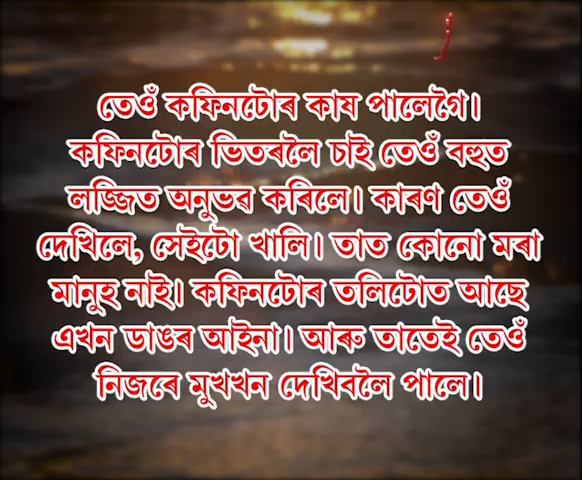 তেওঁ কফিনটোৰ কাষ পালেগৈ।
কফিনটোৰ ভিতৰলৈ চাই তেওঁ বহুত
লজ্জিত অনুভৱ কৰিলে। কাৰণ তেওঁ
দেখিলে, সেইটো খালি। তাত কোনো মৰা
মানুহ নাই। কফিনটোৰ তলিটোত আছে
এখন ডাঙৰ আইনা। আৰু তাতেই তেওঁ
নিজৰে মুখখন দেখিবলৈ পালে।